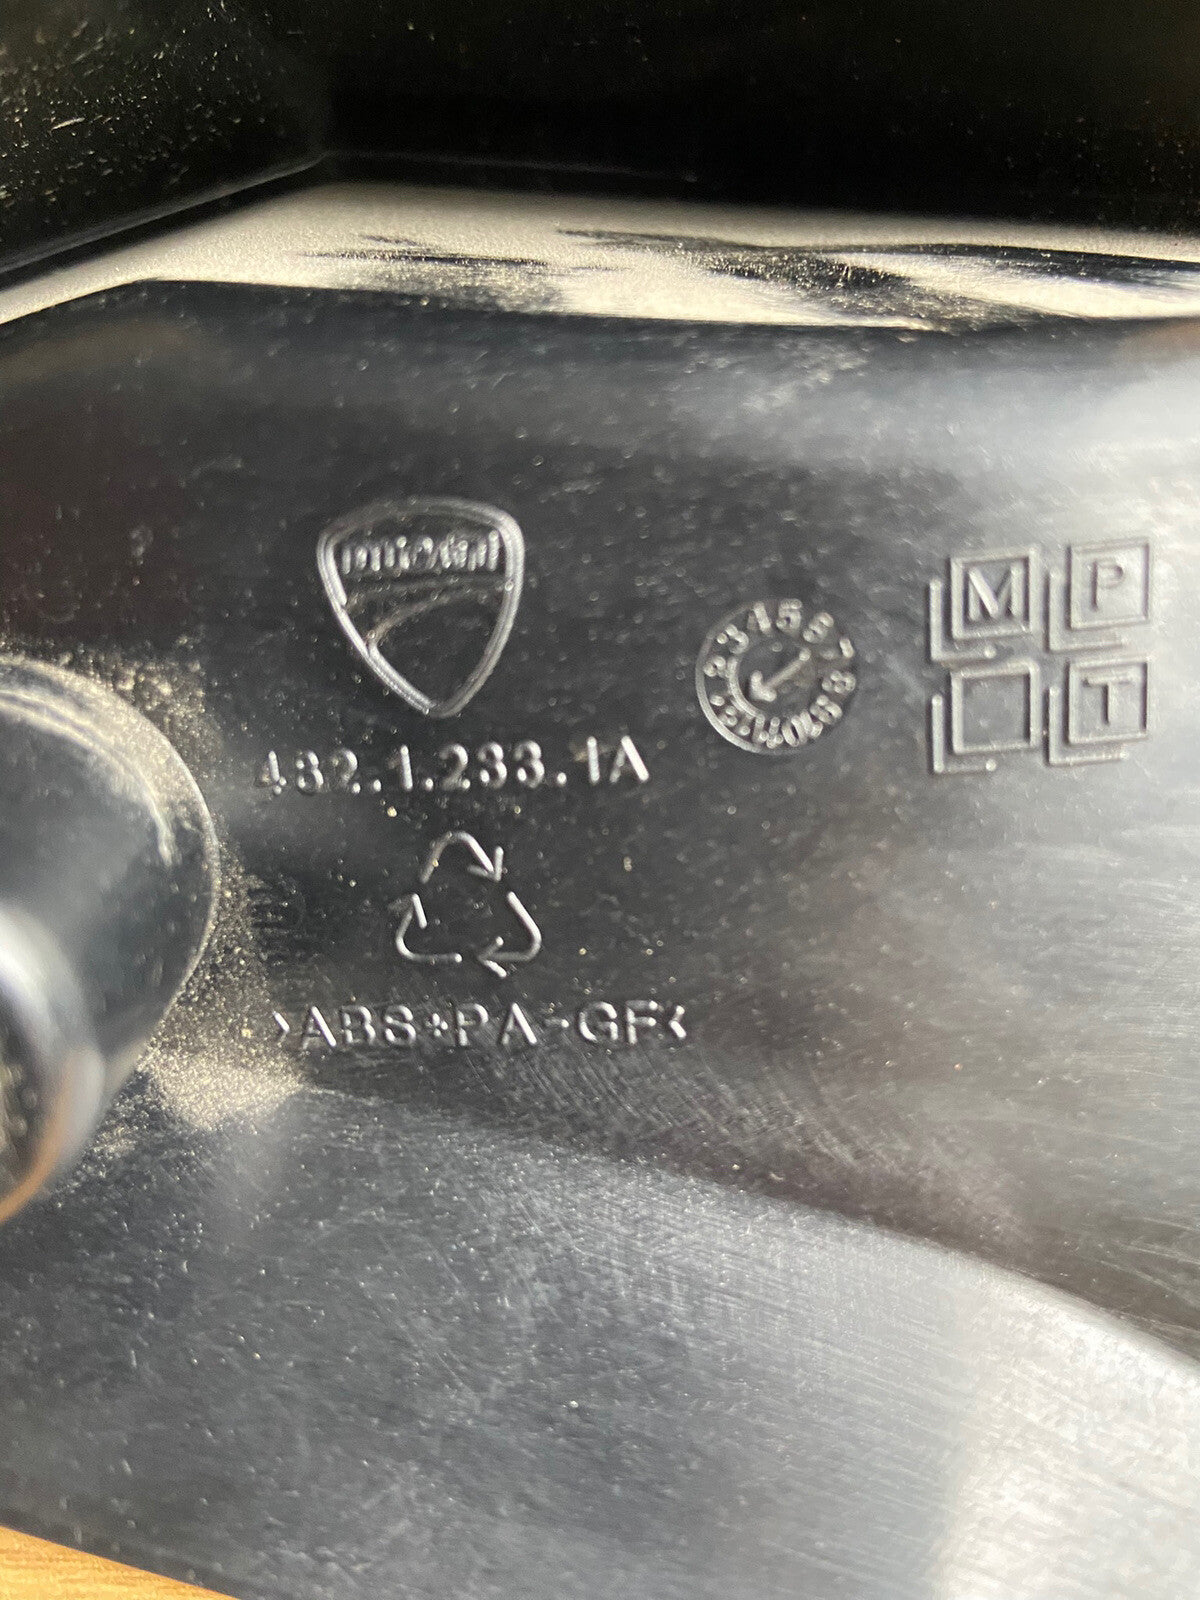 DUCATI
482.1.233.1A
M P
T
>ABS+PA-GF<